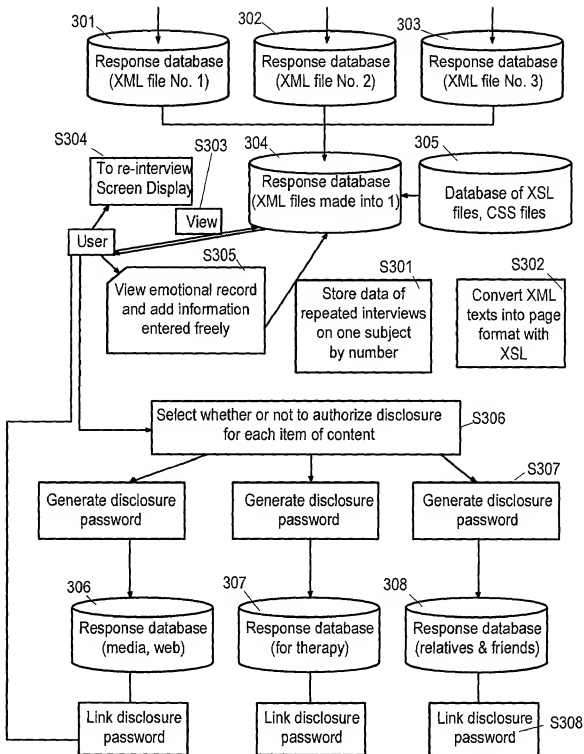 301
302
303
Response database
(XML file No. 1)
Response database
(XML file No. 2)
Response database
(XML file No. 3)
S304
S303
304
305
To re-interview
Screen Display
View
User
Response database
(XML files made into 1)
Database of XSL
files, CSS files
S305
View emotional record
and add information
entered freely
S301
Store data of
repeated interviews
on one subject
by number
S302
Convert XML
texts into page
format with
XSL
Select whether or not to authorize disclosure
for each item of content
S306
S307
Generate disclosure
password
Generate disclosure
password
Generate disclosure
password
306
307
308
Response database
(media, web)
Response database
(for therapy)
Response database
(relatives & friends)
Link disclosure
password
Link disclosure
password
Link disclosure
password
S308